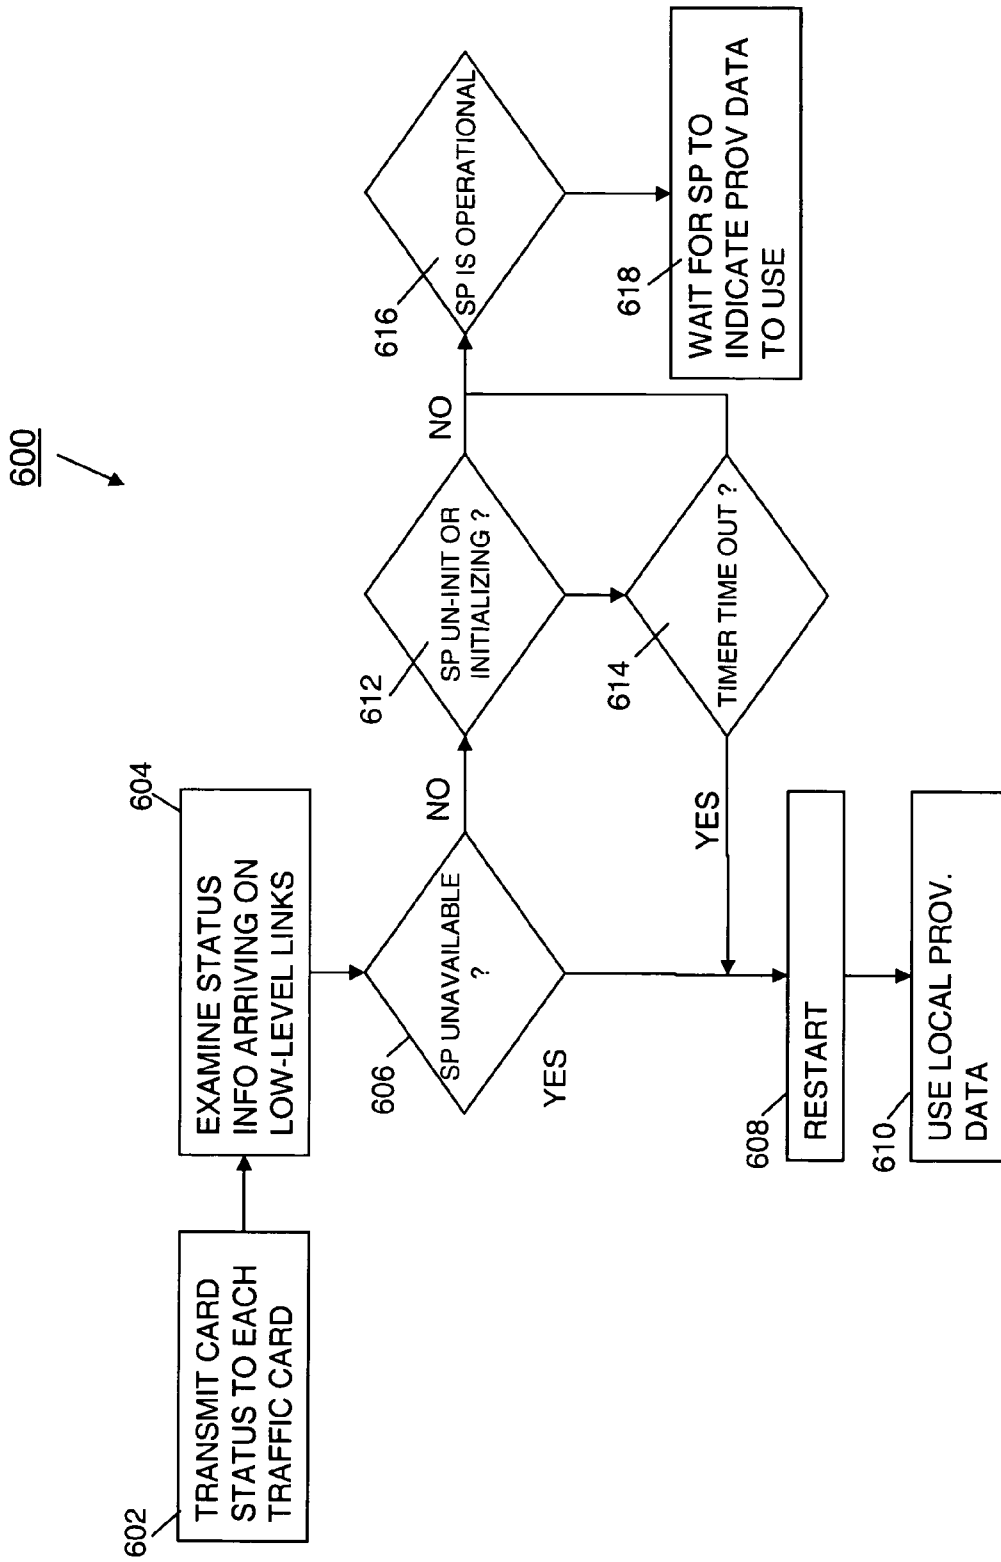 600
602
TRANSMIT CARD
STATUS TO EACH
TRAFFIC CARD
604
EXAMINE STATUS
INFO ARRIVING ON
LOW-LEVEL LINKS
606
SP UNAVAILABLE
?
YES
NO
608
RESTART
610
USE LOCAL PROV.
DATA
612
SP UN-INIT OR
INITIALIZING ?
NO
614
TIMER TIME OUT ?
YES
616
SP IS OPERATIONAL
618
WAIT FOR SP TO
INDICATE PROV DATA
TO USE